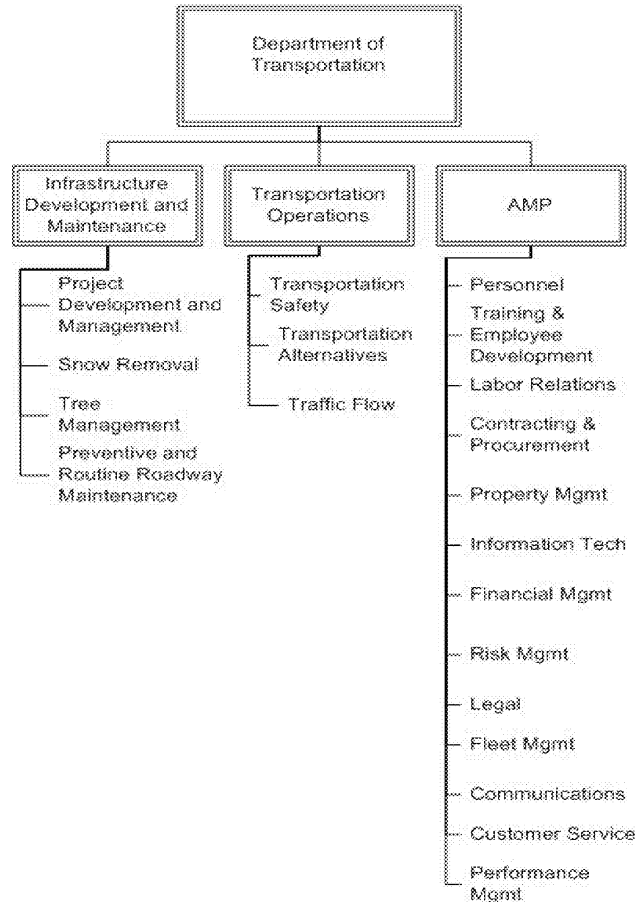 Department of
Transportation
Infrastructure
Development and
Maintenance
Transportation
Operations
AMP
Project
Development and
Management
Snow Removal
Tree
Management
Preventive and
Routine Roadway
Maintenance
Transportation
Safety
Transportation
Alternatives
Traffic Flow
Personnel
Training &
Employee
Development
Labor Relations
Contracting &
Procurement
Property Mgmt
Information Tech
Financial Mgmt
Risk Mgmt
Legal
Fleet Mgmt
Communications
Customer Service
Performance
Mgmt